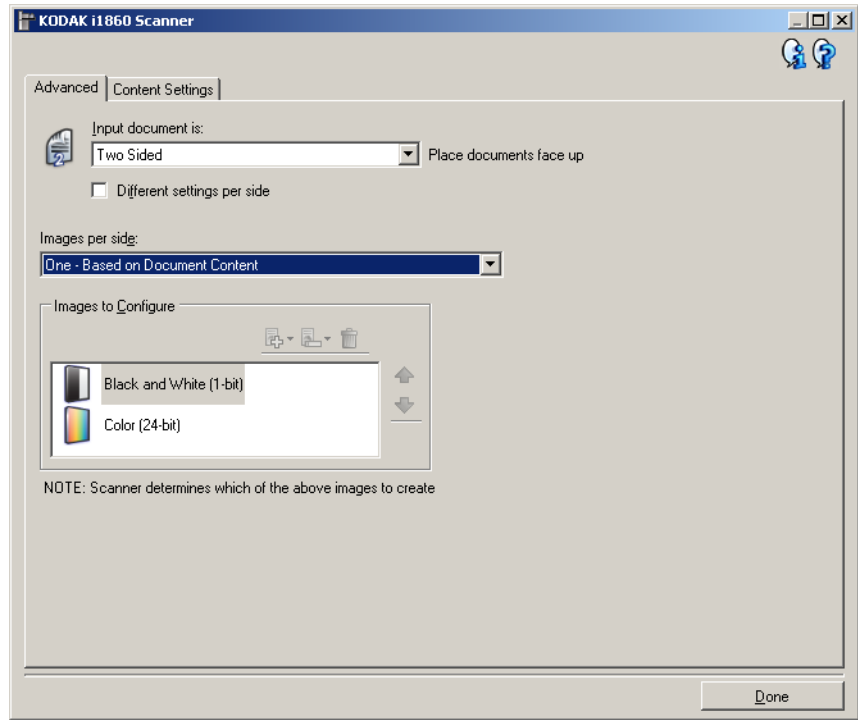 KODAK i1860 Scanner
Advanced
Content Settings
Input document is:
Two Sided
Place documents face up
Different settings per side
Images per side:
One - Based on Document Content
Images to Configure
Black and White (1-bit)
Color (24-bit)
NOTE: Scanner determines which of the above images to create
Done